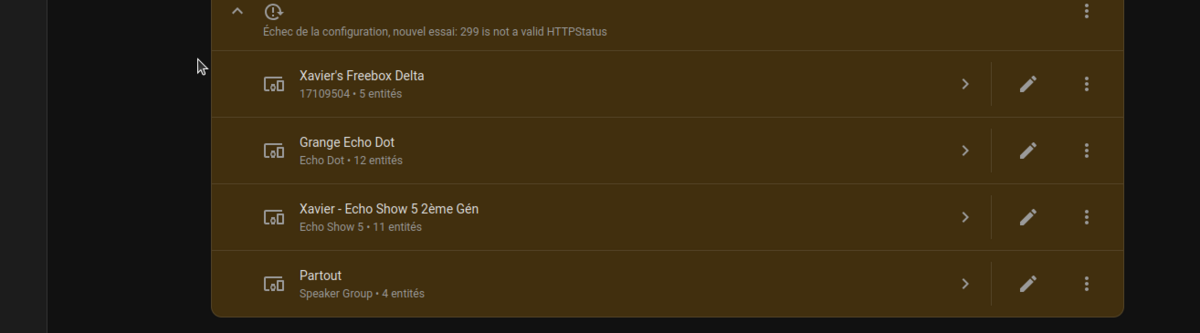 Échec de la configuration, nouvel essai: 299 is not a valid HTTPStatus
Xavier's Freebox Delta
17109504 • 5 entités
Grange Echo Dot
Echo Dot • 12 entités
Xavier - Echo Show 5 2ème Gén
Echo Show 5 • 11 entités
Partout
Speaker Group • 4 entités